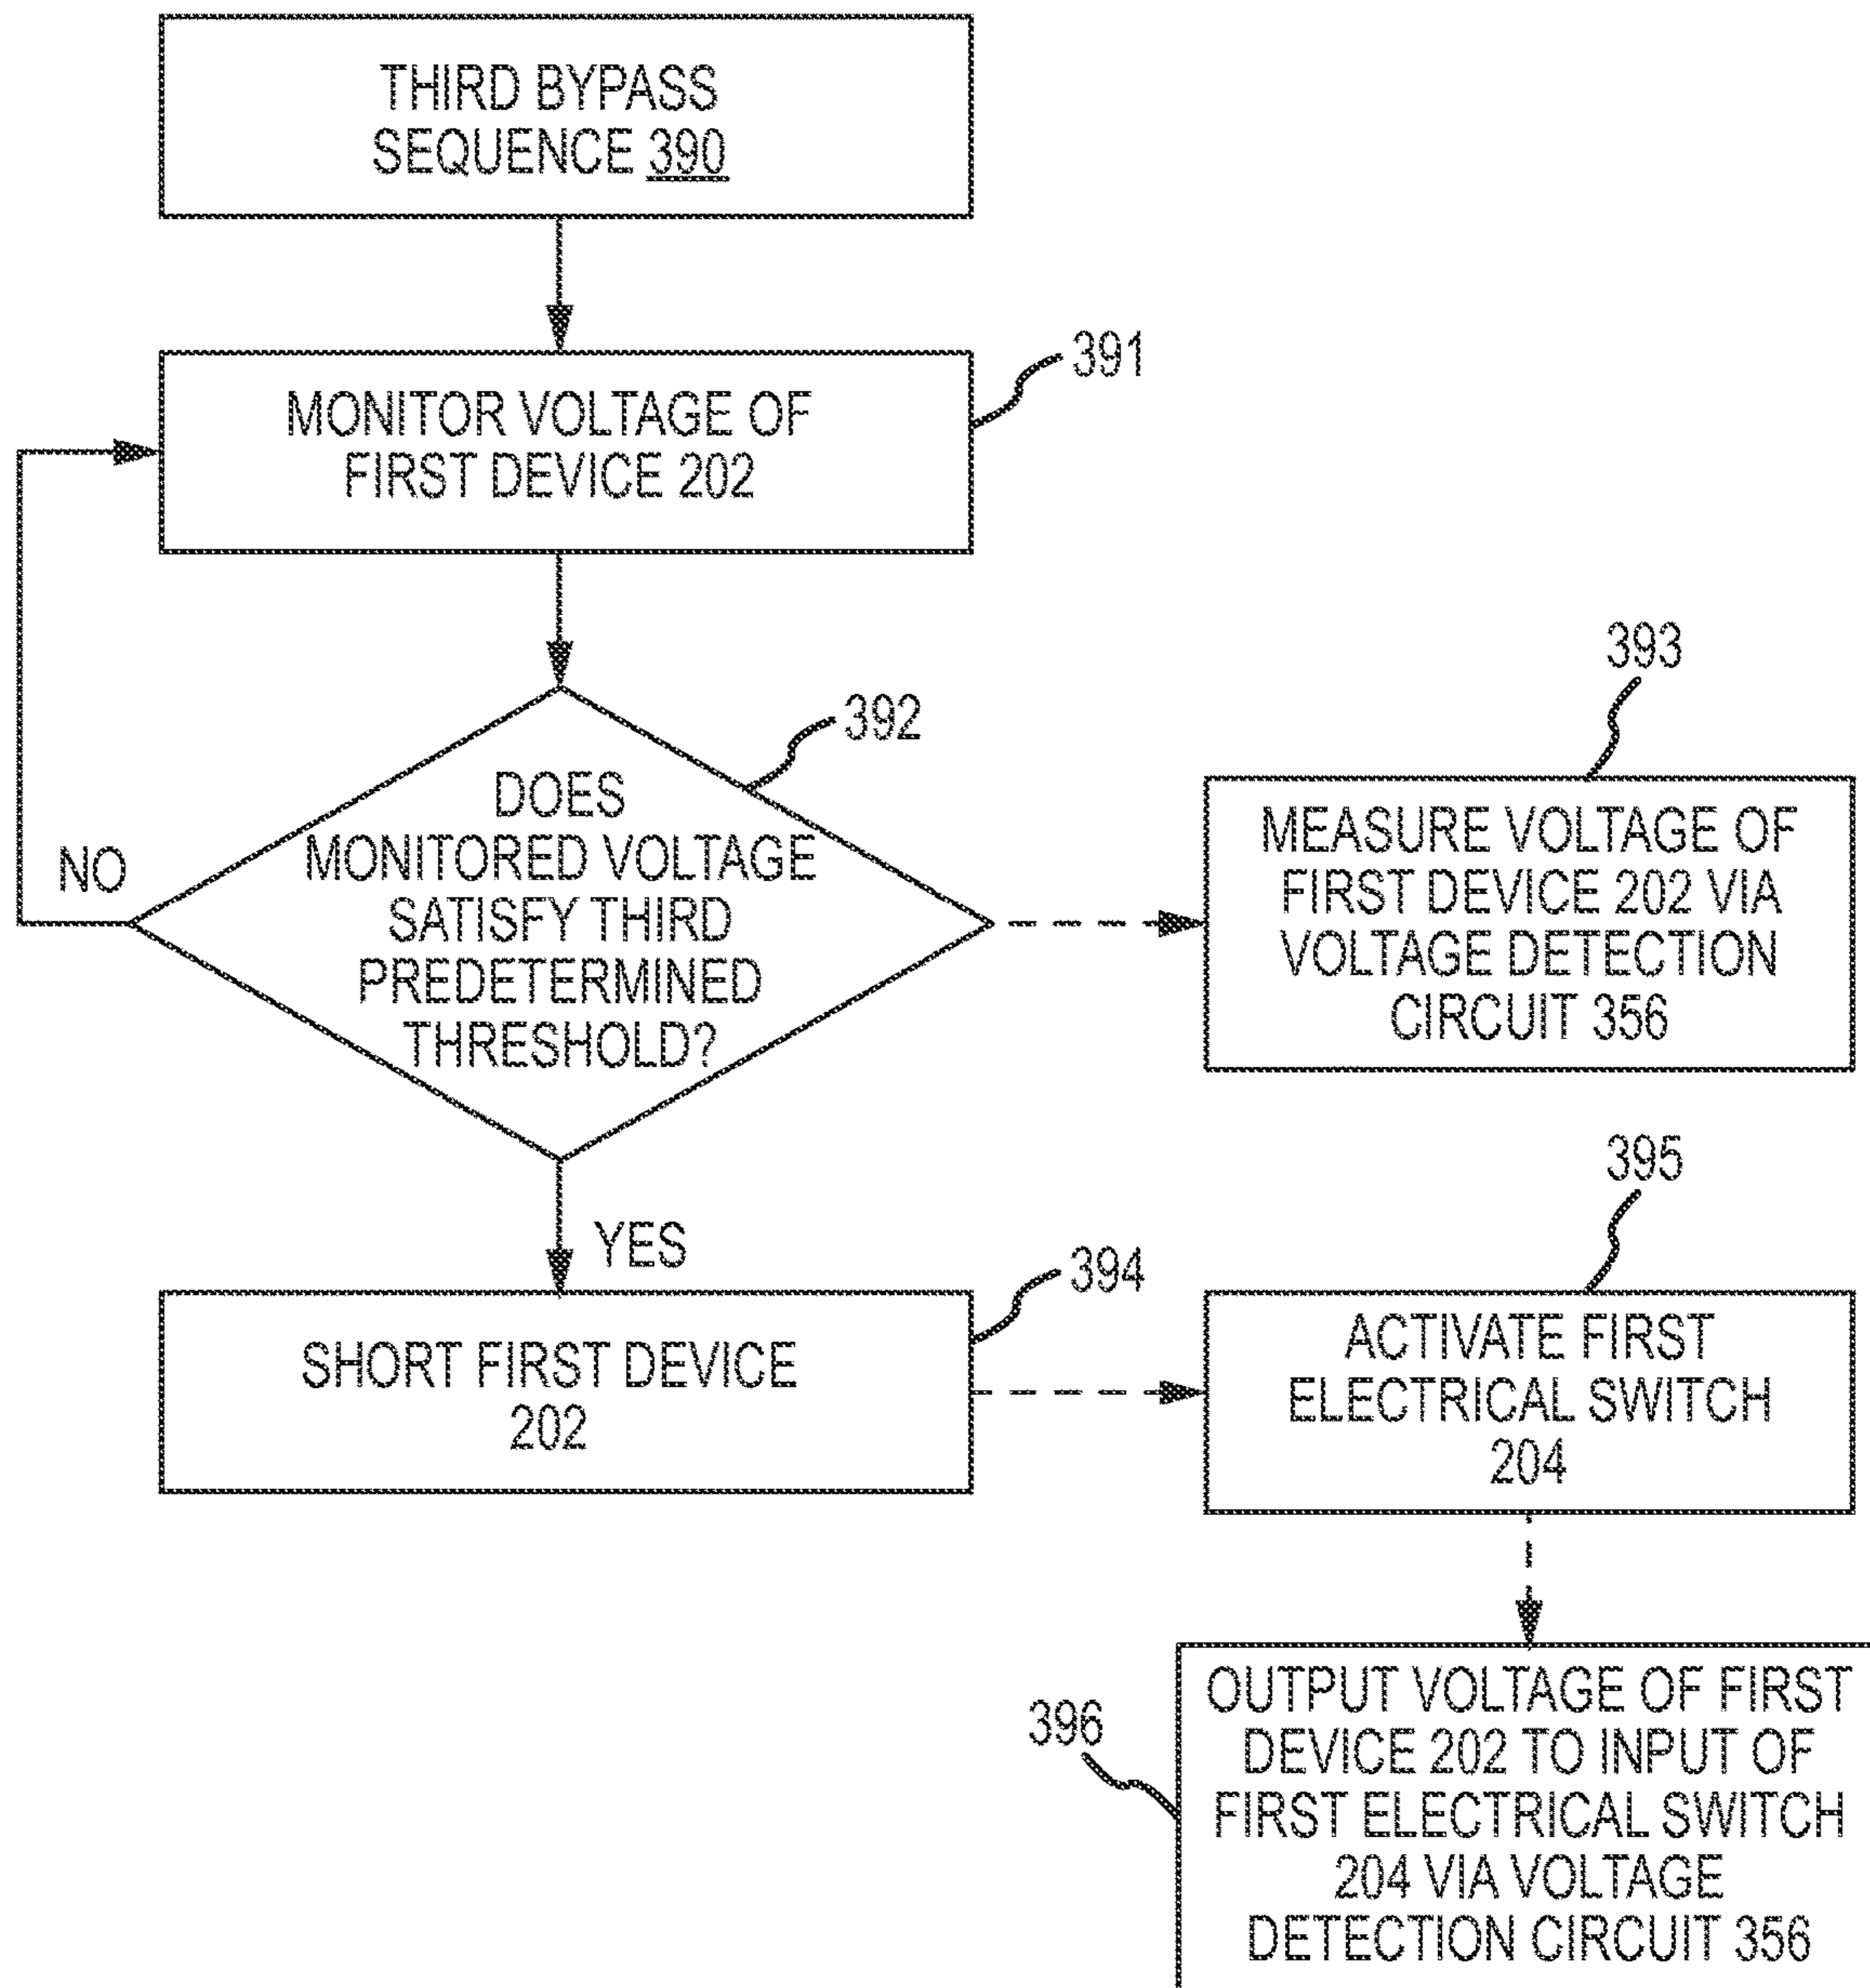 THIRD BYPASS
SEQUENCE 390
MONITOR VOLTAGE OF
FIRST DEVICE 202
391
392
DOES
MONITORED VOLTAGE
SATISFY THIRD
PREDETERMINED
THRESHOLD?
NO
393
MEASURE VOLTAGE OF
FIRST DEVICE 202 VIA
VOLTAGE DETECTION
CIRCUIT 356
YES
SHORT FIRST DEVICE
202
394
395
ACTIVATE FIRST
ELECTRICAL SWITCH
204
396
OUTPUT VOLTAGE OF FIRST
DEVICE 202 TO INPUT OF
FIRST ELECTRICAL SWITCH
204 VIA VOLTAGE
DETECTION CIRCUIT 356